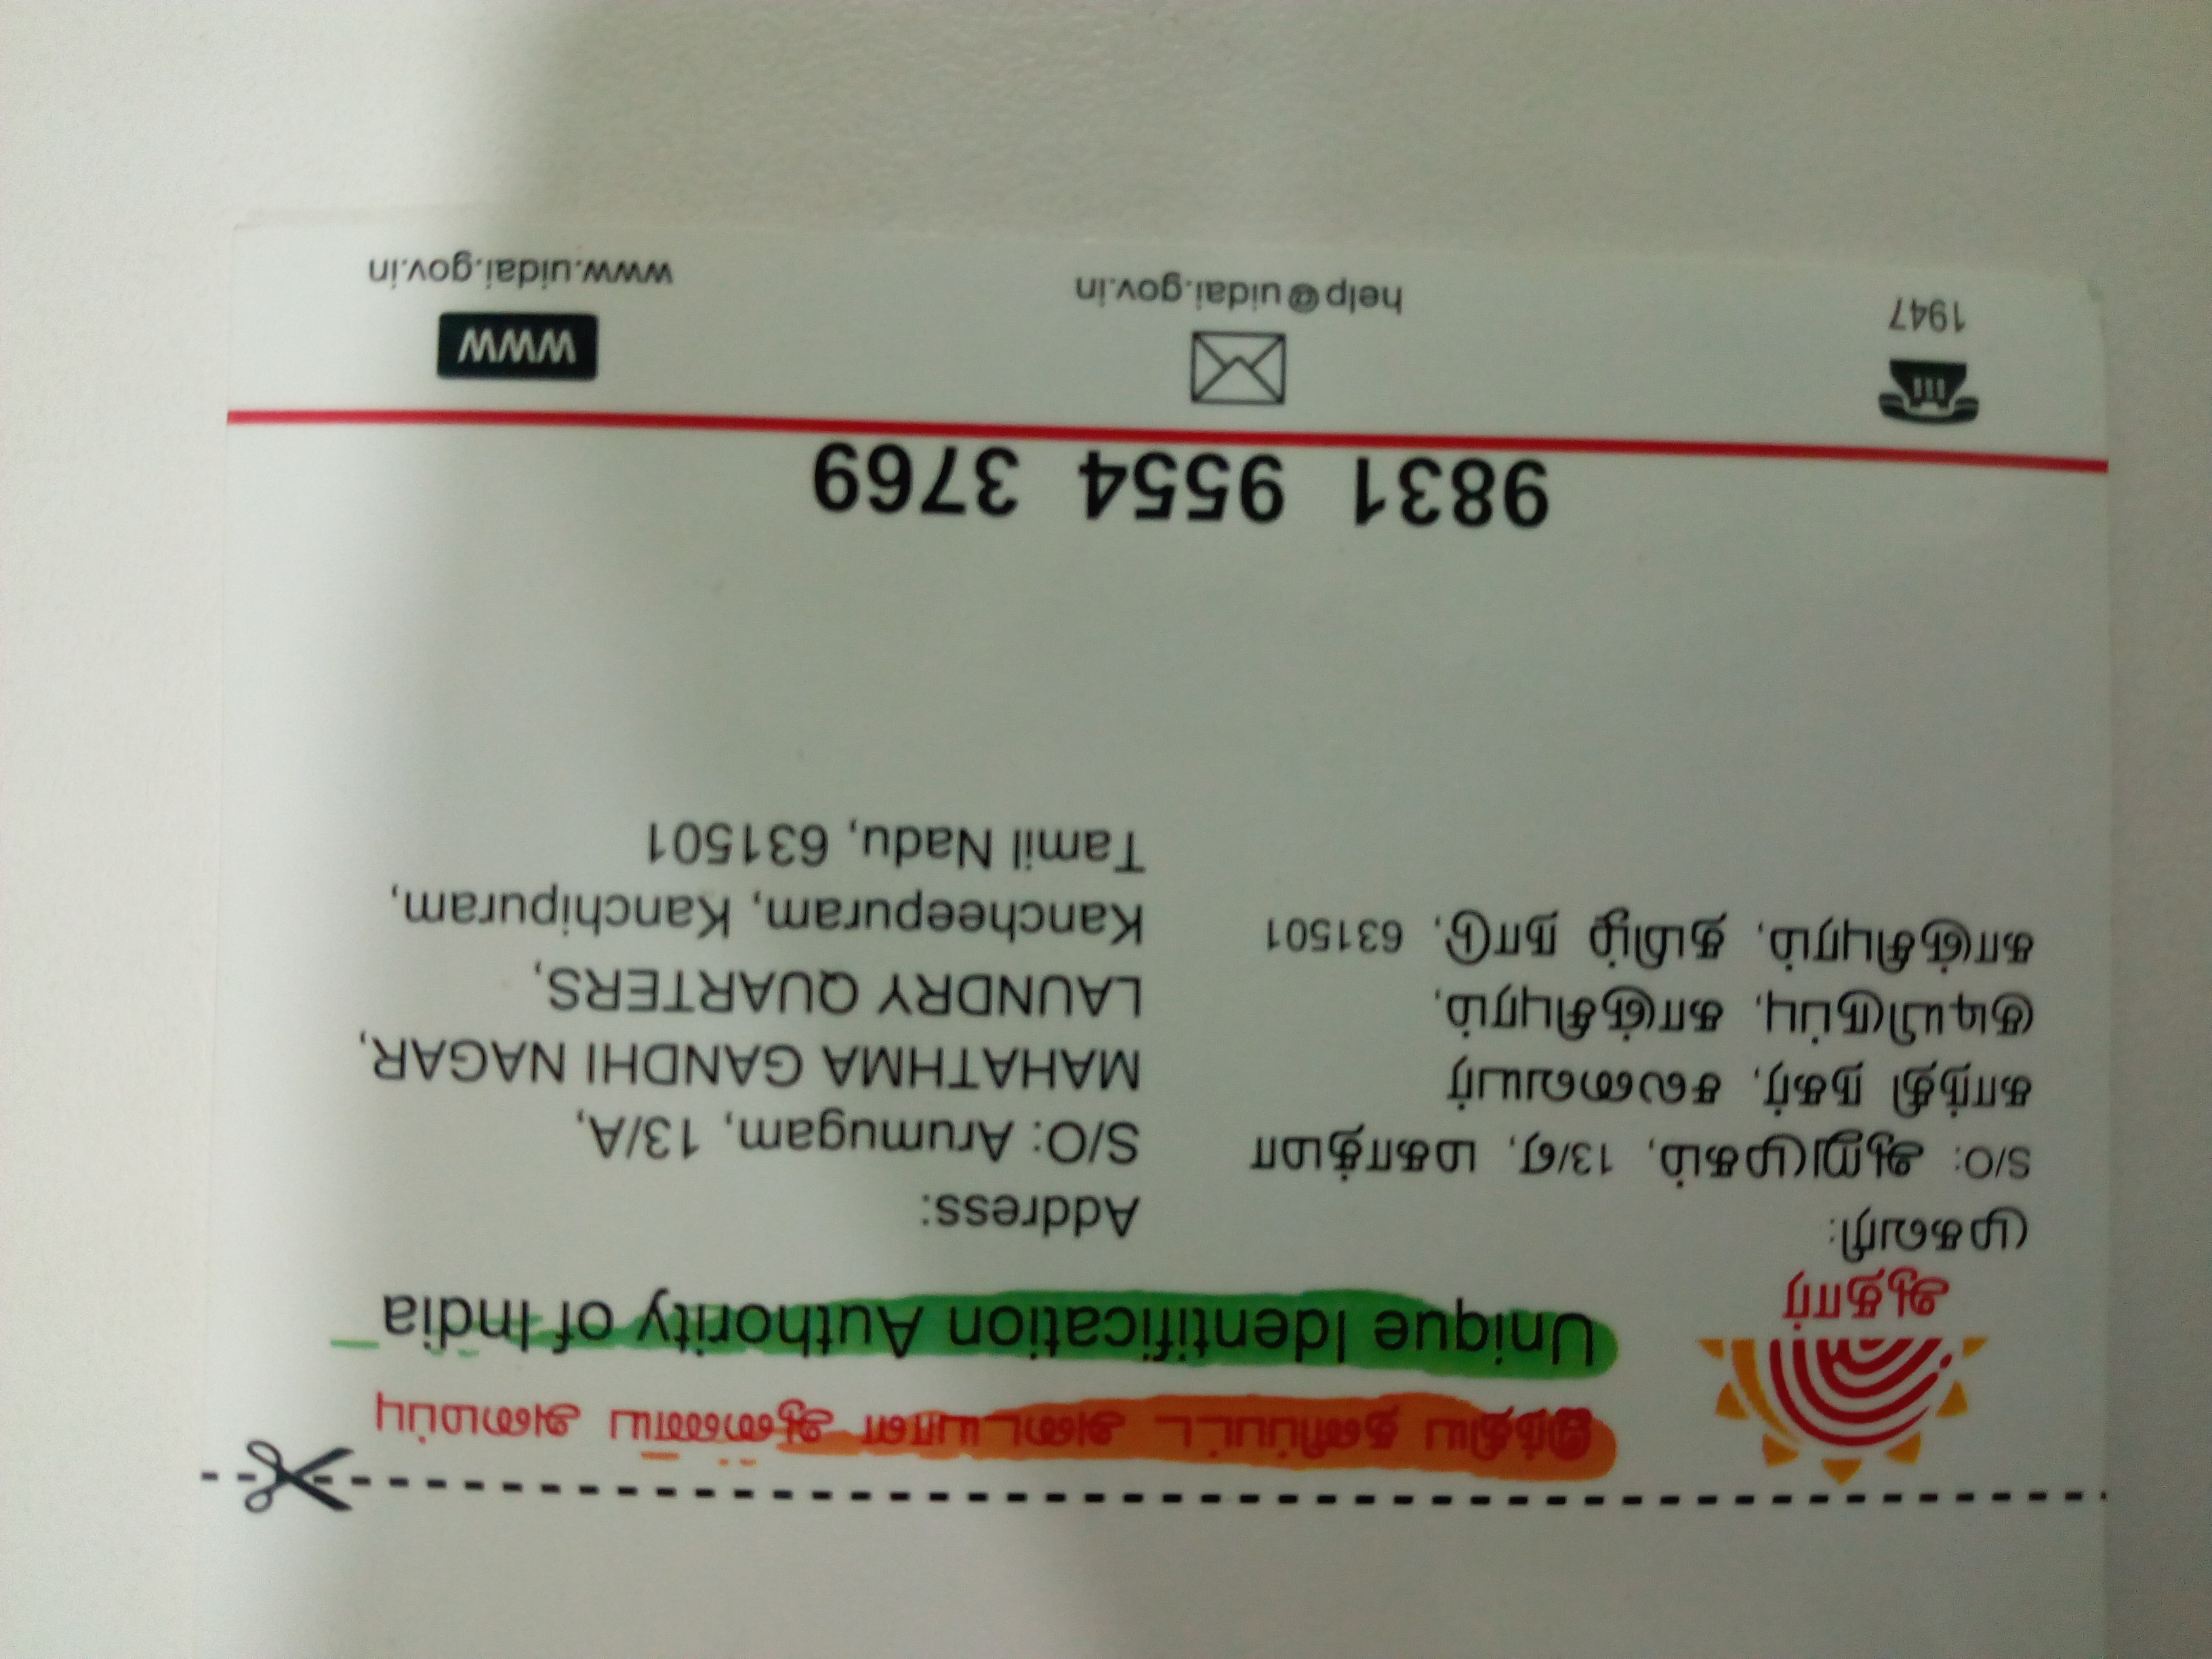 இந்திய தனிப்பட்ட அடையாள ஆணைய அமைப்பு
Unique Identification Authority of India
ஆதார்
முகவரி:
S/O: ஆறுமுகம், 13/ஏ, மகாத்மா
காந்தி நகர், சலவையர்
குடியிருப்பு, காஞ்சிபுரம்,
காஞ்சிபுரம், தமிழ் நாடு, 631501
Address:
S/O: Arumugam, 13/A,
MAHATHMA GANDHI NAGAR,
LAUNDRY QUARTERS,
Kancheepuram, Kanchipuram,
Tamil Nadu, 631501
9831 9554 3769
1947
help@uidai.gov.in
WWW
www.uidai.gov.in